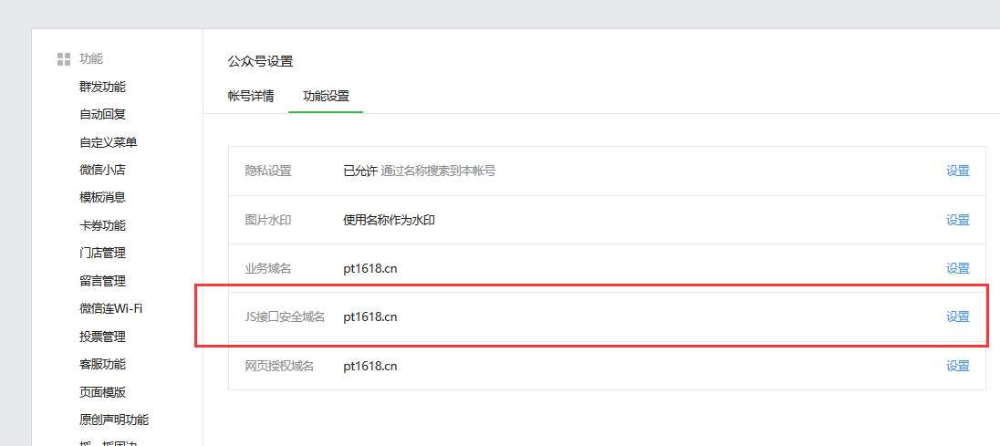 功能
群发功能
自动回复
自定义菜单
微信小店
模板消息
卡券功能
门店管理
留言管理
微信连Wi-Fi
投票管理
客服功能
页面模版
原创声明功能
公众号设置
帐号详情 功能设置
隐私设置 已允许 通过名称搜索到本帐号 设置
图片水印 使用名称作为水印 设置
业务域名 pt1618.cn 设置
JS接口安全域名 pt1618.cn 设置
网页授权域名 pt1618.cn 设置